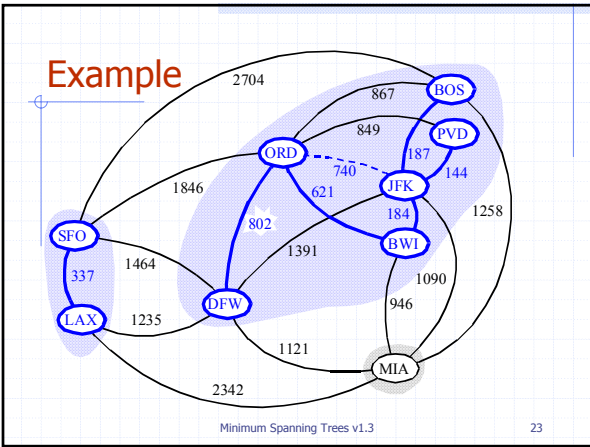 Example
2704
867
BOS
849
PVD
ORD
740
187
144
JFK
1846
621
184
1258
802
SFO
1391
BWI
1464
337
1090
DFW
946
LAX
1235
1121
MIA
2342
Minimum Spanning Trees v1.3
23